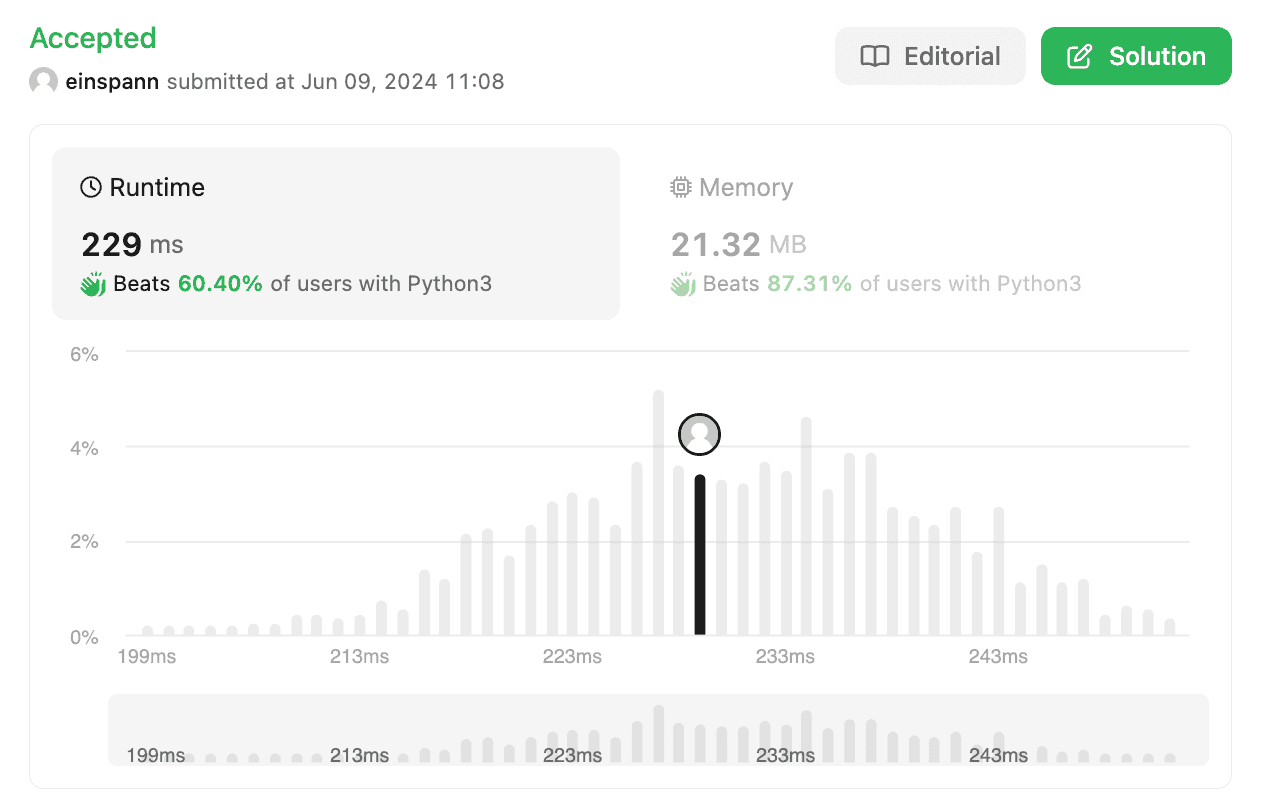 Accepted
einspann submitted at Jun 09, 2024 11:08
Editorial
Solution
Runtime
229 ms
Beats 60.40% of users with Python3
Memory
21.32 MB
Beats 87.31% of users with Python3
6%
4%
2%
0%
199ms 213ms 223ms 233ms 243ms
199ms 213ms 223ms 233ms 243ms